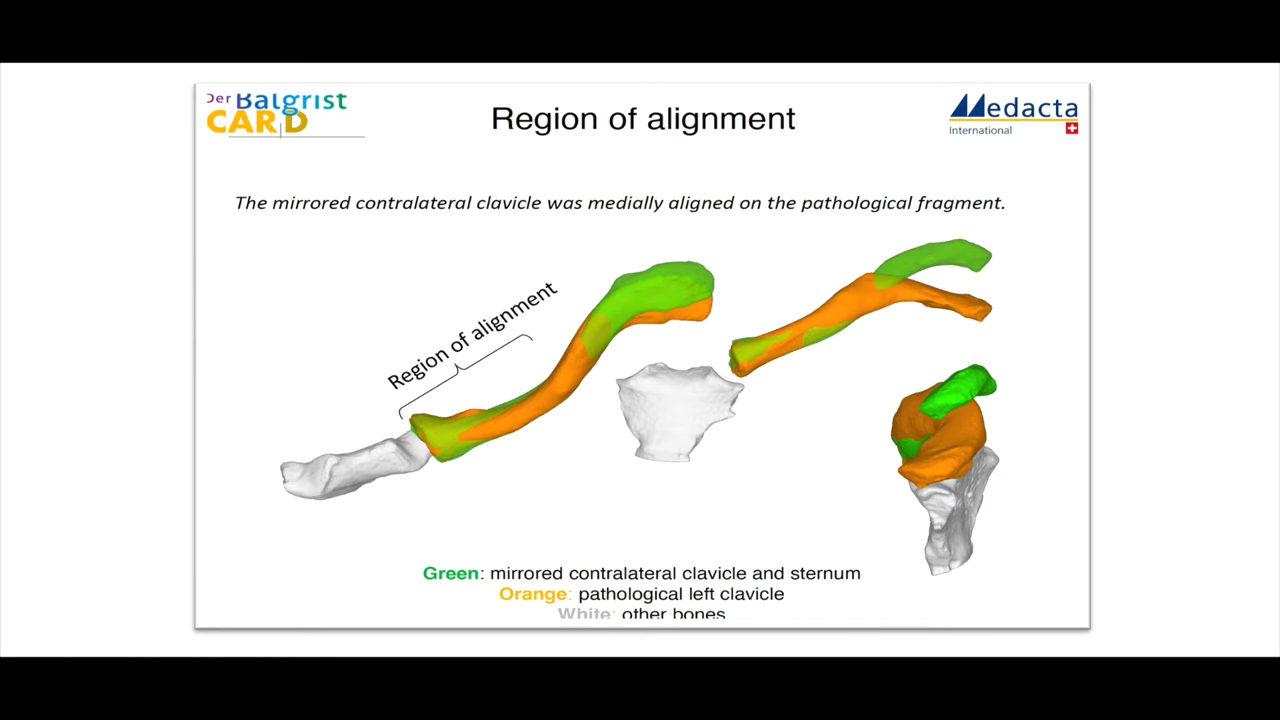 Der Balgrist
CARD
Region of alignment
Medacta
International
The mirrored contralateral clavicle was medially aligned on the pathological fragment.
Region of alignment
Green: mirrored contralateral clavicle and sternum
Orange: pathological left clavicle
White: other bones